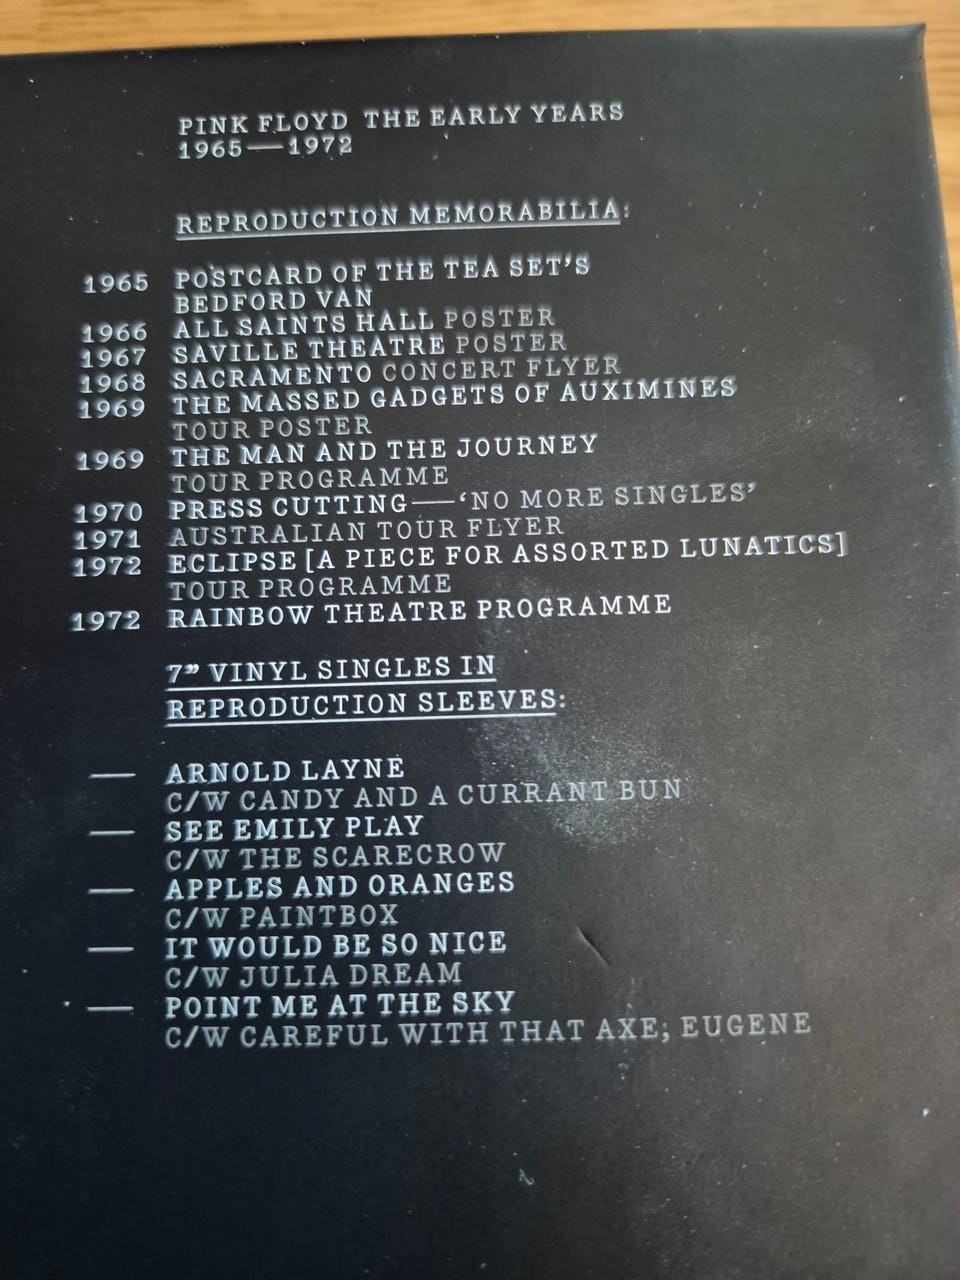 PINK FLOYD THE EARLY YEARS
1965—1972
REPRODUCTION MEMORABILIA:
1965 POSTCARD OF THE TEA SET'S
BEDFORD VAN
1966 ALL SAINTS HALL POSTER
1967 SAVILLE THEATRE POSTER
1968 SACRAMENTO CONCERT FLYER
1969 THE MASSED GADGETS OF AUXIMINES
TOUR POSTER
1969 THE MAN AND THE JOURNEY
TOUR PROGRAMME
1970 PRESS CUTTING—'NO MORE SINGLES'
1971 AUSTRALIAN TOUR FLYER
1972 ECLIPSE [A PIECE FOR ASSORTED LUNATICS]
TOUR PROGRAMME
1972 RAINBOW THEATRE PROGRAMME
7” VINYL SINGLES IN
REPRODUCTION SLEEVES:
— ARNOLD LAYNE
C/W CANDY AND A CURRANT BUN
— SEE EMILY PLAY
C/W THE SCARECROW
— APPLES AND ORANGES
C/W PAINTBOX
— IT WOULD BE SO NICE
C/W JULIA DREAM
— POINT ME AT THE SKY
C/W CAREFUL WITH THAT AXE; EUGENE